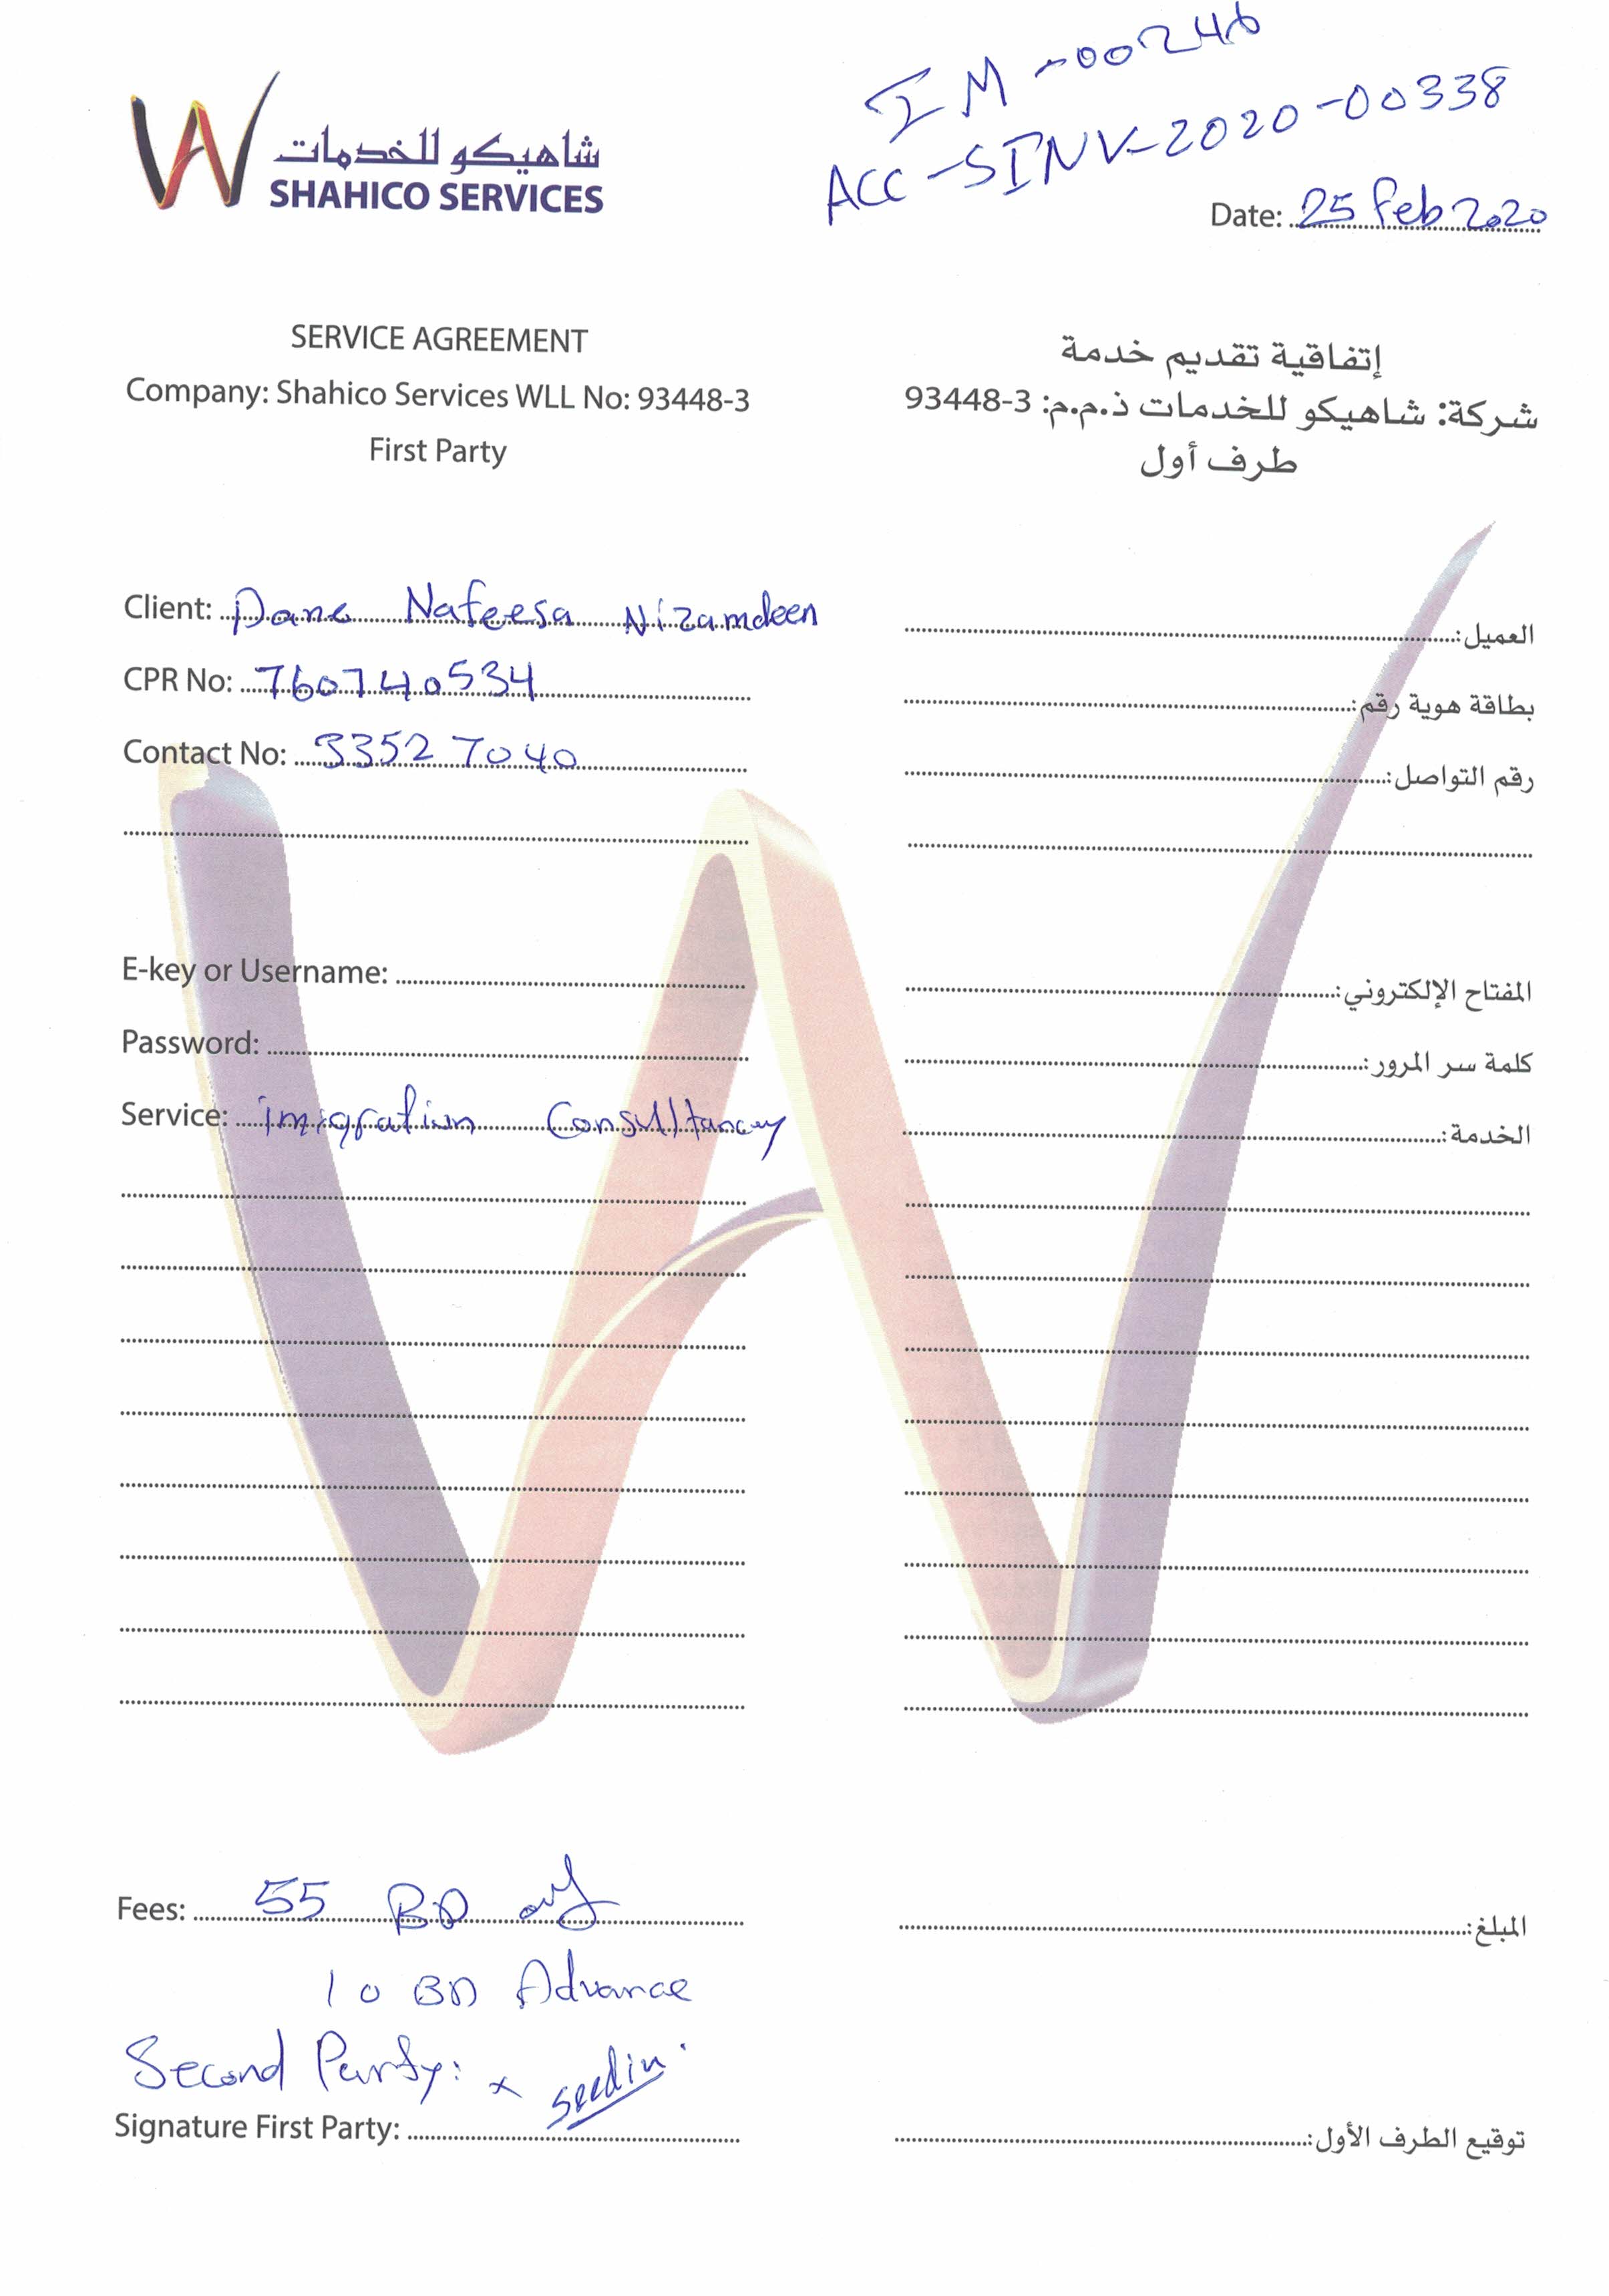 IM-00246
ACC-SINV-2020-00338
شاهيكو للخدمات
SHAHICO SERVICES
Date: 25 Feb 2020
SERVICE AGREEMENT
Company: Shahico Services WLL No: 93448-3
First Party
إتفاقية تقديم خدمة
شركة: شاهيكو للخدمات ذ.م.م: 3-93448
طرف أول
Client: Dane Nafeesa Nizamdeen
CPR No: 760740534
Contact No: 3352 7040
العميل:
بطاقة هوية رقم:
رقم التواصل:
E-key or Username:
Password:
Service: imigration Consultancy
المفتاح الإلكتروني:
كلمة سر المرور:
الخدمة:
Fees: 55 BD
المبلغ:
10 BD Advance
Second Party: x
Signature First Party:
توقيع الطرف الأول: